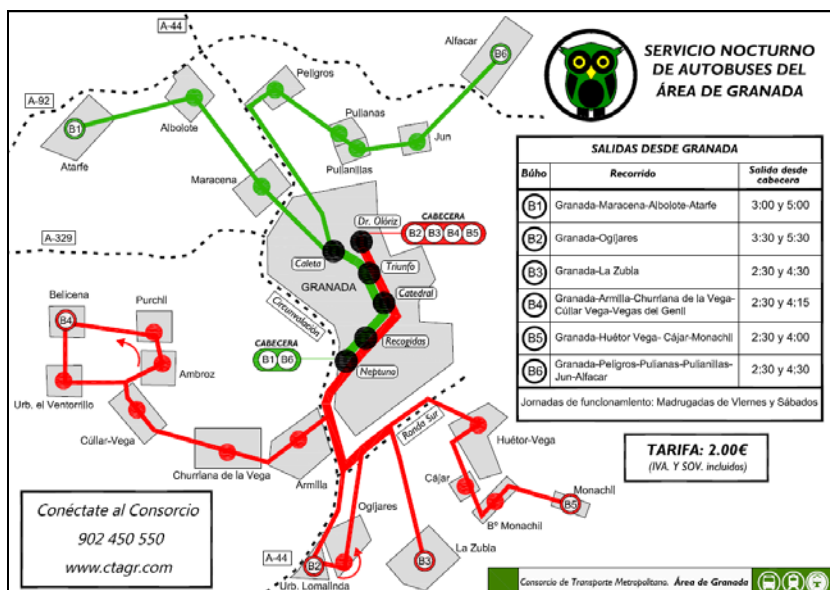 A-44
Alfacar
B6
SERVICIO NOCTURNO
DE AUTOBUSES DEL
ÁREA DE GRANADA
Peligros
A-92
B1
Atarfe
Albolote
Pulianas
Pulianillas
Jun
Maracena
SALIDAS DESDE GRANADA
Búho Recorrido Salida desde cabecera
B1 Granada-Maracena-Albolote-Atarfe 3:00 y 5:00
B2 Granada-Ogíjares 3:30 y 5:30
B3 Granada-La Zubia 2:30 y 4:30
B4 Granada-Armilla-Churriana de la Vega-
Cúllar Vega-Vegas del Genil 2:30 y 4:15
B5 Granada-Huétor Vega- Cájar-Monachil 2:30 y 4:00
B6 Granada-Peligros-Pulianas-Pulianillas-
Jun-Alfacar 2:30 y 4:30
Jornadas de funcionamiento: Madrugadas de Viernes y Sábados
A-329
Dr. Olóriz
CABECERA
B2 B3 B4 B5
Caleta
Triunfo
GRANADA
Catedral
Circunvalación
Recogidas
CABECERA
B1 B6
Neptuno
Belicena
B4
Purchil
Ambroz
Urb. el Ventorrillo
Cúllar-Vega
Churriana de la Vega
Armilla
Ronda Sur
Huétor-Vega
Cájar
Bº Monachil
Monachil
B5
TARIFA: 2.00€
(IVA. Y SOV. incluidos)
Ogíjares
La Zubia
B3
A-44
B2
Urb. Lomalinda
Conéctate al Consorcio
902 450 550
www.ctagr.com
Consorcio de Transporte Metropolitano. Área de Granada